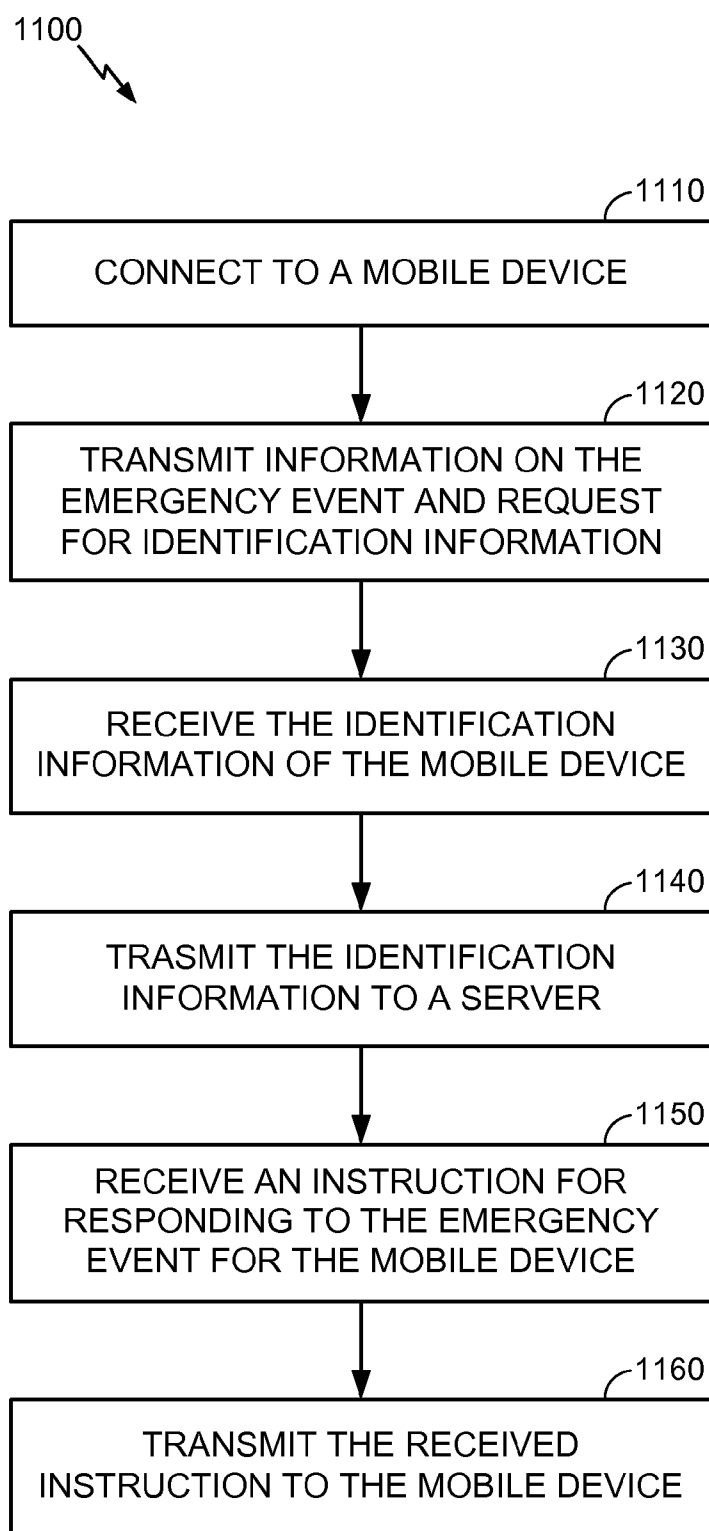 1100
1110
CONNECT TO A MOBILE DEVICE
1120
TRANSMIT INFORMATION ON THE
EMERGENCY EVENT AND REQUEST
FOR IDENTIFICATION INFORMATION
1130
RECEIVE THE IDENTIFICATION
INFORMATION OF THE MOBILE DEVICE
1140
TRASMIT THE IDENTIFICATION
INFORMATION TO A SERVER
1150
RECEIVE AN INSTRUCTION FOR
RESPONDING TO THE EMERGENCY
EVENT FOR THE MOBILE DEVICE
1160
TRANSMIT THE RECEIVED
INSTRUCTION TO THE MOBILE DEVICE